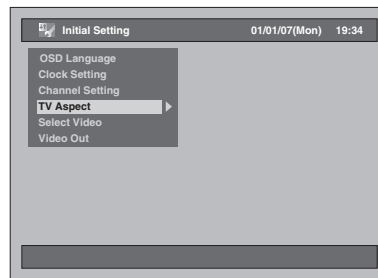 Initial Setting 01/01/07(Mon) 19:34
OSD Language
Clock Setting
Channel Setting
TV Aspect
Select Video
Video Out